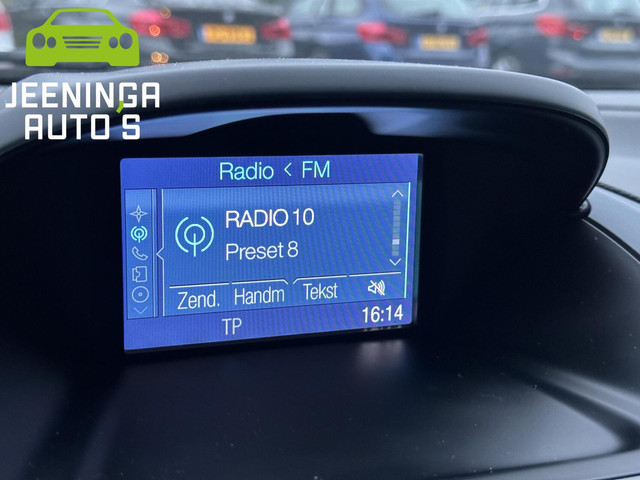 JEENINGA
AUTO'S
Radio < FM
RADIO 10
Preset 8
Zend. Handm Tekst
16:14
TP